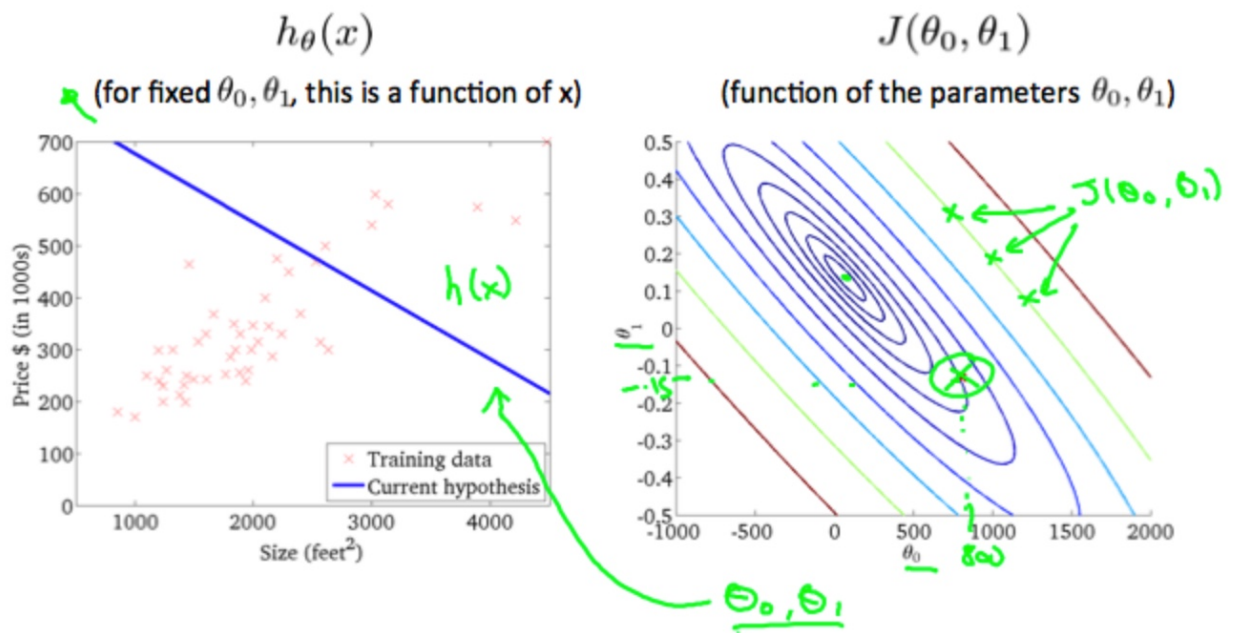 hθ(x)
(for fixed θ0, θ1, this is a function of x)
700
600
500
400
300
200
100
0
Price $ (in 1000s)
1000 2000 3000 4000
Size (feet²)
Training data
Current hypothesis
h(x)
θ0, θ1
J(θ0, θ1)
(function of the parameters θ0, θ1)
0.5
0.4
0.3
0.2
0.1
0
-0.1
-0.2
-0.3
-0.4
-0.5
θ1
-.15
-1000 -500 0 500 1000 1500 2000
θ0
800
J(θ0, θ1)